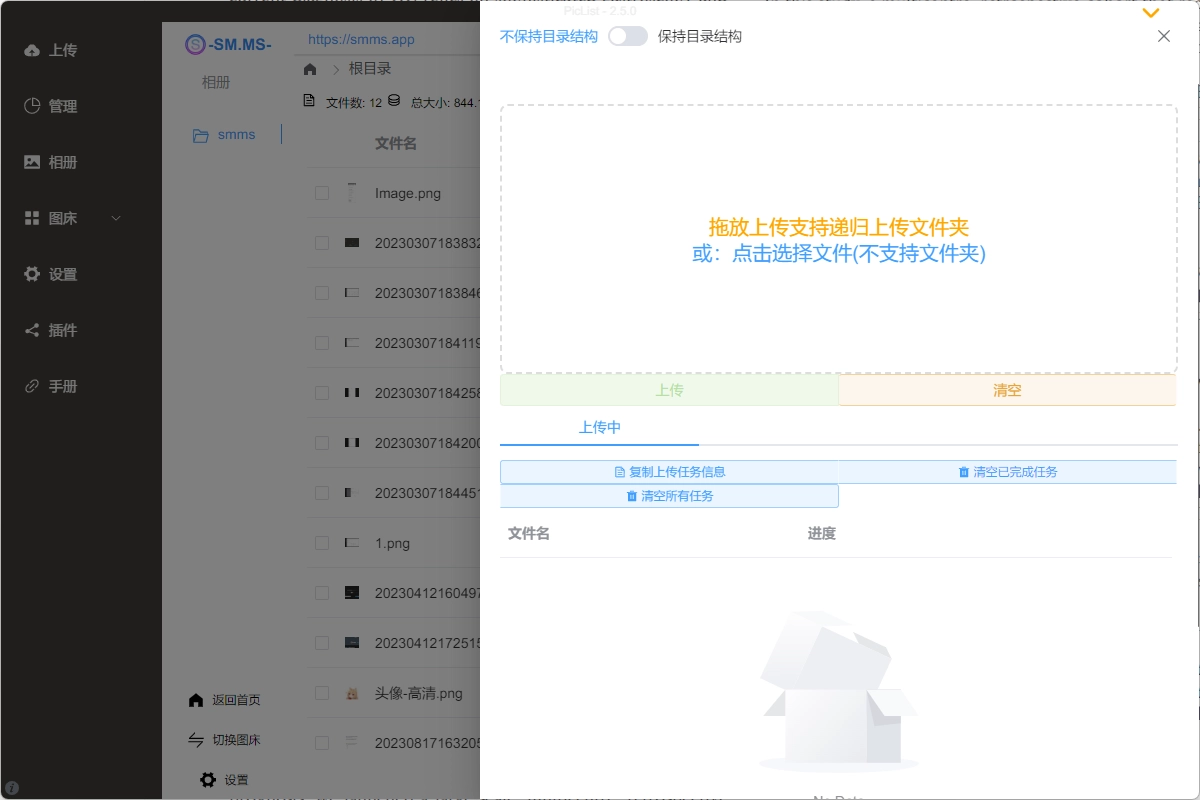 PicList - 2.5.0
上传
管理
相册
图床
设置
插件
手册
S -SM.MS-
相册
smms
返回首页
切换图床
设置
https://smms.app
根目录
文件数: 12 总大小: 844.
文件名
Image.png
20230307183832
20230307183846
20230307184119
20230307184258
20230307184200
20230307184451
1.png
20230412160497
20230412172515
头像-高清.png
20230817163205
不保持目录结构 保持目录结构
拖放上传支持递归上传文件夹
或：点击选择文件(不支持文件夹)
上传 清空
上传中
复制上传任务信息 清空已完成任务
清空所有任务
文件名 进度